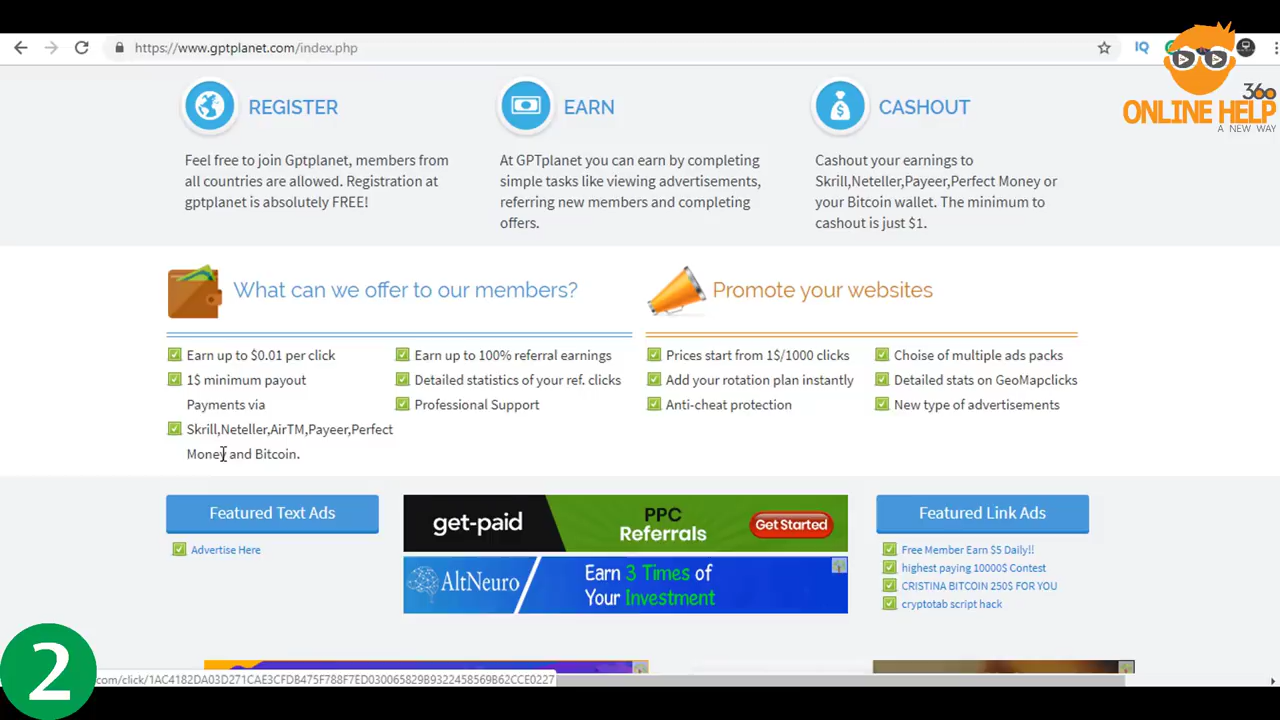 https://www.gptplanet.com/index.php
IQ
360
ONLINE HELP
A NEW WAY
REGISTER
EARN
CASHOUT
Feel free to join Gptplanet, members from
all countries are allowed. Registration at
gptplanet is absolutely FREE!
At GPTplanet you can earn by completing
simple tasks like viewing advertisements,
referring new members and completing
offers.
Cashout your earnings to
Skrill,Neteller,Payeer,Perfect Money or
your Bitcoin wallet. The minimum to
cashout is just $1.
What can we offer to our members?
Earn up to $0.01 per click
1$ minimum payout
Payments via
Skrill,Neteller,AirTM,Payeer,Perfect
Money and Bitcoin.
Earn up to 100% referral earnings
Detailed statistics of your ref. clicks
Professional Support
Promote your websites
Prices start from 1$/1000 clicks
Add your rotation plan instantly
Anti-cheat protection
Choise of multiple ads packs
Detailed stats on GeoMapclicks
New type of advertisements
Featured Text Ads
Advertise Here
get-paid
PPC
Referrals
Get Started
AltNeuro
Earn 3 Times of
Your Investment
Featured Link Ads
Free Member Earn $5 Daily!!
highest paying 10000$ Contest
CRISTINA BITCOIN 250$ FOR YOU
cryptotab script hack
2